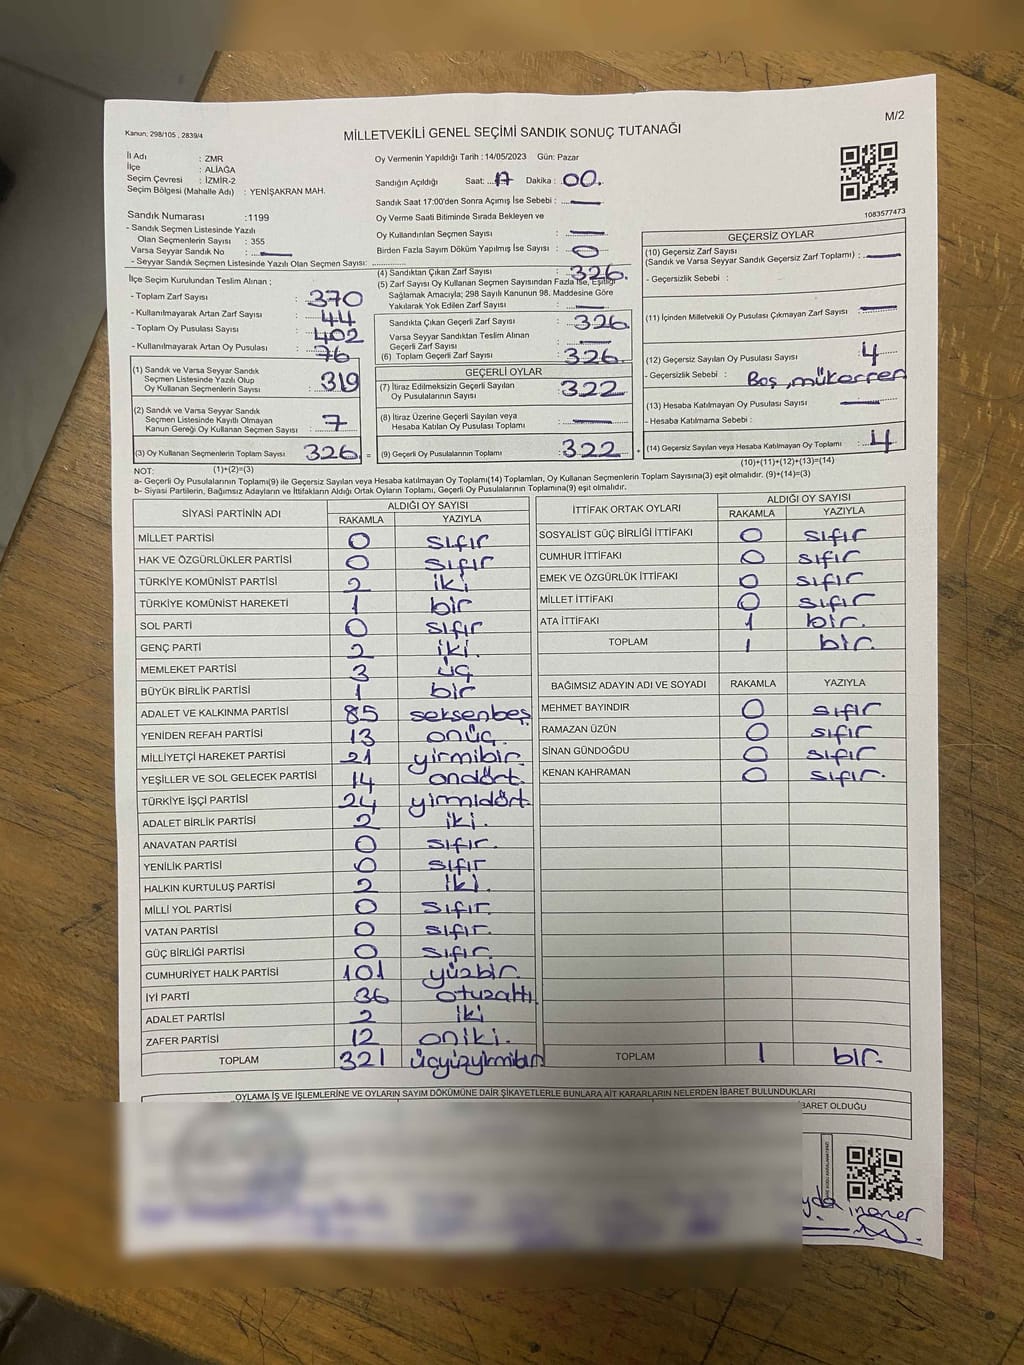 M/2
Kanun; 298/105 , 2839/4
MİLLETVEKİLİ GENEL SEÇİMİ SANDIK SONUÇ TUTANAĞI
İl Adı : ZMR
İlçe : ALİAĞA
Seçim Çevresi : İZMİR-2
Seçim Bölgesi (Mahalle Adı) : YENİŞAKRAN MAH.
Sandık Numarası :1199
- Sandık Seçmen Listesinde Yazılı
Olan Seçmenlerin Sayısı : 355
Varsa Seyyar Sandık No :
- Seyyar Sandık Seçmen Listesinde Yazılı Olan Seçmen Sayısı:
Oy Vermenin Yapıldığı Tarih : 14/05/2023 Gün: Pazar
Sandığın Açıldığı Saat: 17 Dakika : 00.
Sandık Saat 17:00'den Sonra Açımış İse Sebebi :
Oy Verme Saati Bitiminde Sırada Bekleyen ve
Oy Kullandırılan Seçmen Sayısı :
Birden Fazla Sayım Döküm Yapılmış İse Sayısı : 0
1083577473
İlçe Seçim Kurulundan Teslim Alınan ;
- Toplam Zarf Sayısı : 370
- Kullanılmayarak Artan Zarf Sayısı : 44
- Toplam Oy Pusulası Sayısı : 402
- Kullanılmayarak Artan Oy Pusulası : 76
(1) Sandık ve Varsa Seyyar Sandık
Seçmen Listesinde Yazılı Olup
Oy Kullanan Seçmenlerin Sayısı : 319
(2) Sandık ve Varsa Seyyar Sandık
Seçmen Listesinde Kayıtlı Olmayan
Kanun Gereği Oy Kullanan Seçmen Sayısı : 7
(3) Oy Kullanan Seçmenlerin Toplam Sayısı 326
(4) Sandıktan Çıkan Zarf Sayısı : 326.
(5) Zarf Sayısı Oy Kullanan Seçmen Sayısından Fazla İse, Eşitliği
Sağlamak Amacıyla; 298 Sayılı Kanunun 98. Maddesine Göre
Yakılarak Yok Edilen Zarf Sayısı :
Sandıkta Çıkan Geçerli Zarf Sayısı : 326
Varsa Seyyar Sandıktan Teslim Alınan
Geçerli Zarf Sayısı :
(6) Toplam Geçerli Zarf Sayısı : 326.
GEÇERLİ OYLAR
(7) İtiraz Edilmeksizin Geçerli Sayılan
Oy Pusulalarının Sayısı : 322
(8) İtiraz Üzerine Geçerli Sayılan veya
Hesaba Katılan Oy Pusulası Toplamı :
= (9) Geçerli Oy Pusulalarının Toplamı : 322
GEÇERSİZ OYLAR
(10) Geçersiz Zarf Sayısı
(Sandık ve Varsa Seyyar Sandık Geçersiz Zarf Toplamı) :
- Geçersizlik Sebebi :
(11) İçinden Milletvekili Oy Pusulası Çıkmayan Zarf Sayısı :
(12) Geçersiz Sayılan Oy Pusulası Sayısı : 4
- Geçersizlik Sebebi : Boş, mükerrer
(13) Hesaba Katılmayan Oy Pusulası Sayısı :
- Hesaba Katılmama Sebebi :
+ (14) Geçersiz Sayılan veya Hesaba Katılmayan Oy Toplamı : 4
NOT: (1)+(2)=(3)
(10)+(11)+(12)+(13)=(14)
a- Geçerli Oy Pusulaları Toplamı(9) ile Geçersiz Sayılan veya Hesaba katılmayan Oy Toplamı(14) Toplamları, Oy Kullanan Seçmenlerin Toplam Sayısına(3) eşit olmalıdır. (9)+(14)=(3)
b- Siyasi Partilerin, Bağımsız Adayların ve İttifakların Aldığı Ortak Oyların Toplamı, Geçerli Oy Pusulalarının Toplamına(9) eşit olmalıdır.
SİYASİ PARTİNİN ADI ALDIĞI OY SAYISI
RAKAMLA YAZIYLA
MİLLET PARTİSİ 0 sıfır
HAK VE ÖZGÜRLÜKLER PARTİSİ 0 sıfır
TÜRKİYE KOMÜNİST PARTİSİ 2 iki
TÜRKİYE KOMÜNİST HAREKETİ 1 bir
SOL PARTİ 0 sıfır
GENÇ PARTİ 2 iki.
MEMLEKET PARTİSİ 3 üç
BÜYÜK BİRLİK PARTİSİ 1 bir
ADALET VE KALKINMA PARTİSİ 85 seksenbeş
YENİDEN REFAH PARTİSİ 13 onüç.
MİLLİYETÇİ HAREKET PARTİSİ 21 yirmibir.
YEŞİLLER VE SOL GELECEK PARTİSİ 14 ondört.
TÜRKİYE İŞÇİ PARTİSİ 24 yirmidört
ADALET BİRLİK PARTİSİ 2 iki.
ANAVATAN PARTİSİ 0 sıfır.
YENİLİK PARTİSİ 0 sıfır
HALKIN KURTULUŞ PARTİSİ 2 iki.
MİLLİ YOL PARTİSİ 0 sıfır.
VATAN PARTİSİ 0 sıfır.
GÜÇ BİRLİĞİ PARTİSİ 0 sıfır.
CUMHURİYET HALK PARTİSİ 101 yüzbir.
İYİ PARTİ 36 otuzaltı
ADALET PARTİSİ 2 iki
ZAFER PARTİSİ 12 oniki.
TOPLAM 321 üçyüzyirmibir
İTTİFAK ORTAK OYLARI ALDIĞI OY SAYISI
RAKAMLA YAZIYLA
SOSYALİST GÜÇ BİRLİĞİ İTTİFAKI 0 sıfır
CUMHUR İTTİFAKI 0 sıfır
EMEK VE ÖZGÜRLÜK İTTİFAKI 0 sıfır
MİLLET İTTİFAKI 0 sıfır
ATA İTTİFAKI 1 bir.
TOPLAM 1 bir.
BAĞIMSIZ ADAYIN ADI VE SOYADI RAKAMLA YAZIYLA
MEHMET BAYINDIR 0 sıfır
RAMAZAN ÜZÜN 0 sıfır
SİNAN GÜNDOĞDU 0 sıfır
KENAN KAHRAMAN 0 sıfır.
TOPLAM 1 bir.
OYLAMA İŞ VE İŞLEMLERİNE VE OYLARIN SAYIM DÖKÜMÜNE DAİR ŞİKAYETLERLE BUNLARA AİT KARARLARIN NELERDEN İBARET BULUNDUKLARI
BARET OLDUĞU